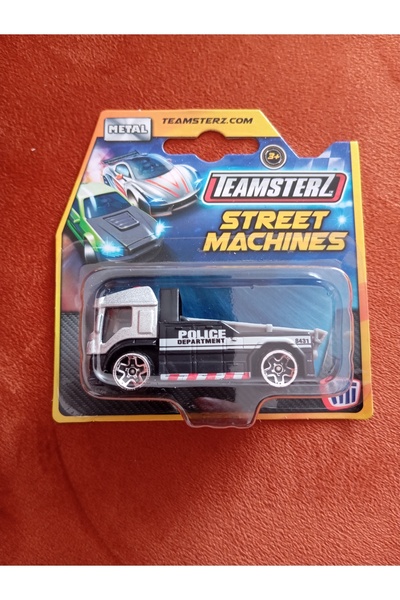 METAL
TEAMSTERZ.COM
3+
TEAMSTERZ
STREET
MACHINES
POLICE
DEPARTMENT
8431